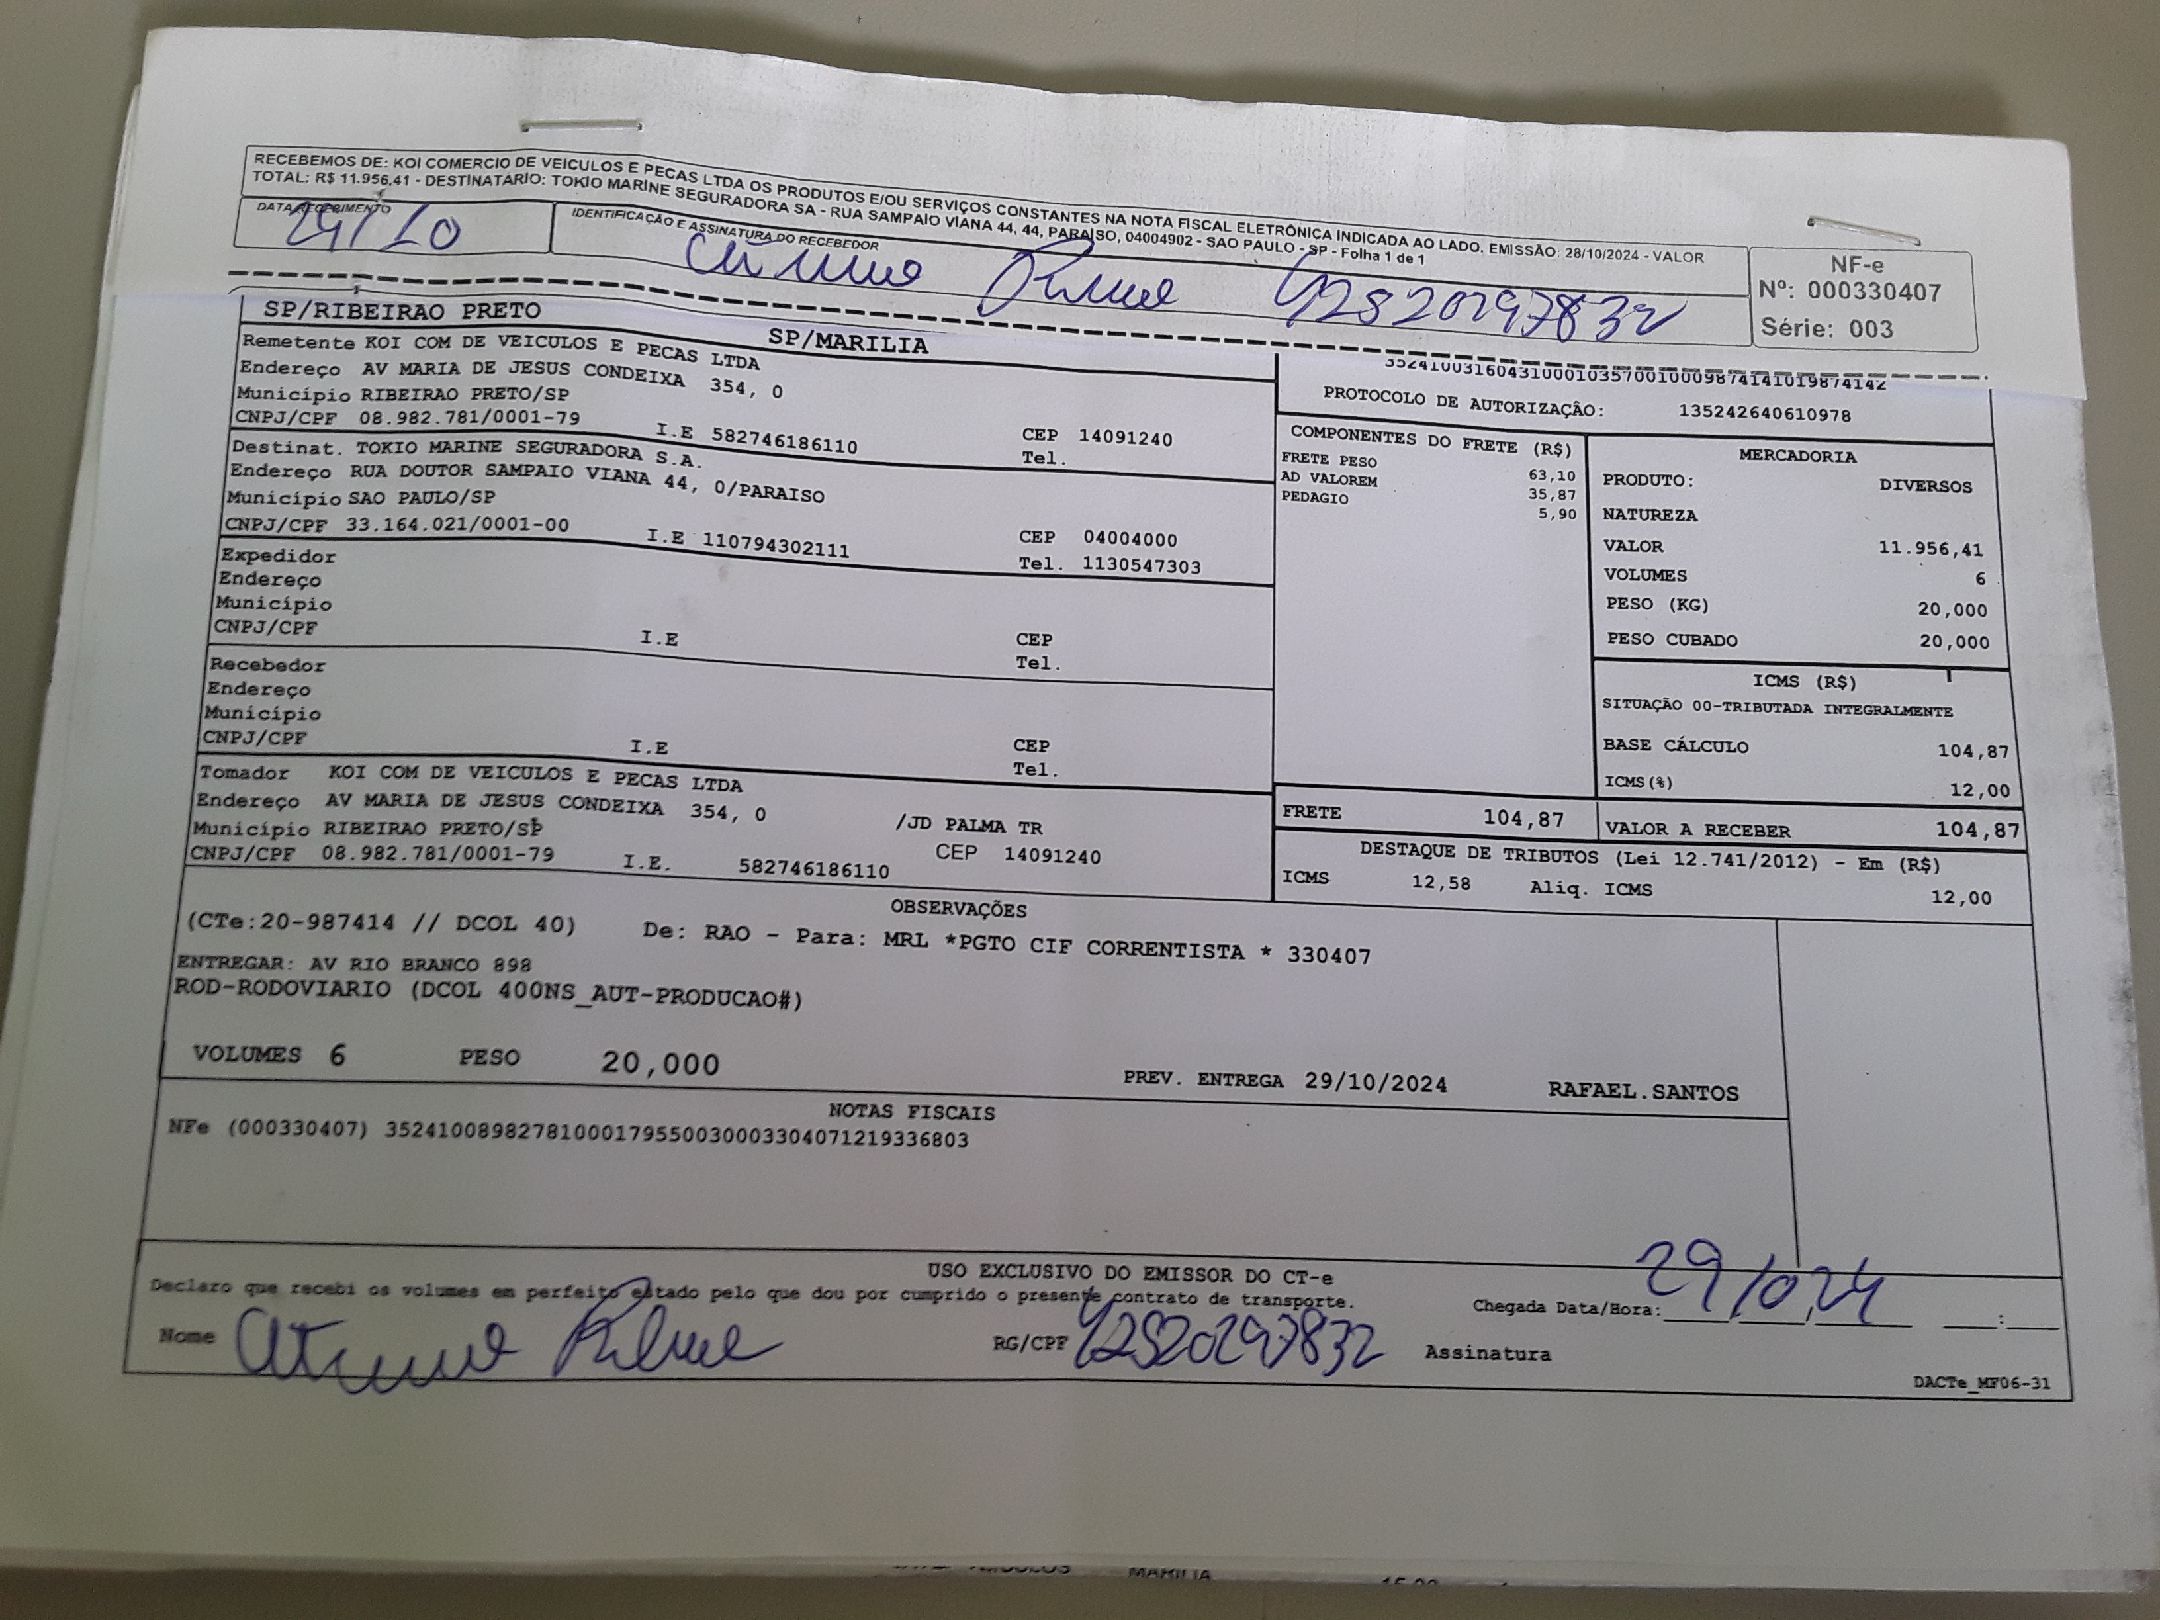 RECEBEMOS DE: KOI COMERCIO DE VEICULOS E PECAS LTDA OS PRODUTOS E/OU SERVIÇOS CONSTANTES NA NOTA FISCAL ELETRÔNICA INDICADA AO LADO. EMISSÃO: 28/10/2024 - VALOR
TOTAL: R$ 11.956,41 - DESTINATARIO: TOKIO MARINE SEGURADORA SA - RUA SAMPAIO VIANA 44, 44, PARAISO, 04004902 - SAO PAULO - SP - Folha 1 de 1
DATA RECEBIMENTO
29/10
IDENTIFICAÇÃO E ASSINATURA DO RECEBEDOR
42820297832
NF-e
Nº: 000330407
Série: 003
SP/RIBEIRAO PRETO SP/MARILIA
Remetente KOI COM DE VEICULOS E PECAS LTDA
Endereço AV MARIA DE JESUS CONDEIXA 354, 0
Município RIBEIRAO PRETO/SP CEP 14091240
CNPJ/CPF 08.982.781/0001-79 I.E 582746186110 Tel.
Destinat. TOKIO MARINE SEGURADORA S.A.
Endereço RUA DOUTOR SAMPAIO VIANA 44, 0/PARAISO
Município SAO PAULO/SP CEP 04004000
CNPJ/CPF 33.164.021/0001-00 I.E 110794302111 Tel. 1130547303
Expedidor
Endereço
Município CEP
CNPJ/CPF I.E Tel.
Recebedor
Endereço
Município CEP
CNPJ/CPF I.E Tel.
Tomador KOI COM DE VEICULOS E PECAS LTDA
Endereço AV MARIA DE JESUS CONDEIXA 354, 0 /JD PALMA TR
Município RIBEIRAO PRETO/SP CEP 14091240
CNPJ/CPF 08.982.781/0001-79 I.E. 582746186110
35241003160431000103570010009874141019874142
PROTOCOLO DE AUTORIZAÇÃO: 135242640610978
COMPONENTES DO FRETE (R$)
FRETE PESO 63,10
AD VALOREM 35,87
PEDAGIO 5,90
MERCADORIA
PRODUTO: DIVERSOS
NATUREZA
VALOR 11.956,41
VOLUMES 6
PESO (KG) 20,000
PESO CUBADO 20,000
ICMS (R$)
SITUAÇÃO 00-TRIBUTADA INTEGRALMENTE
BASE CÁLCULO 104,87
ICMS(%) 12,00
FRETE 104,87
VALOR A RECEBER 104,87
DESTAQUE DE TRIBUTOS (Lei 12.741/2012) - Em (R$)
ICMS 12,58 Aliq. ICMS 12,00
OBSERVAÇÕES
(CTe:20-987414 // DCOL 40) De: RAO - Para: MRL *PGTO CIF CORRENTISTA * 330407
ENTREGAR: AV RIO BRANCO 898
ROD-RODOVIARIO (DCOL 400NS_AUT-PRODUCAO#)
VOLUMES 6 PESO 20,000 PREV. ENTREGA 29/10/2024 RAFAEL.SANTOS
NOTAS FISCAIS
NFe (000330407) 35241008982781000179550030003304071219336803
USO EXCLUSIVO DO EMISSOR DO CT-e
Declaro que recebi os volumes em perfeito estado pelo que dou por cumprido o presente contrato de transporte.
Chegada Data/Hora: 29/10/24 :
Nome RG/CPF 42820297832 Assinatura
DACTe_MF06-31
MARILIA